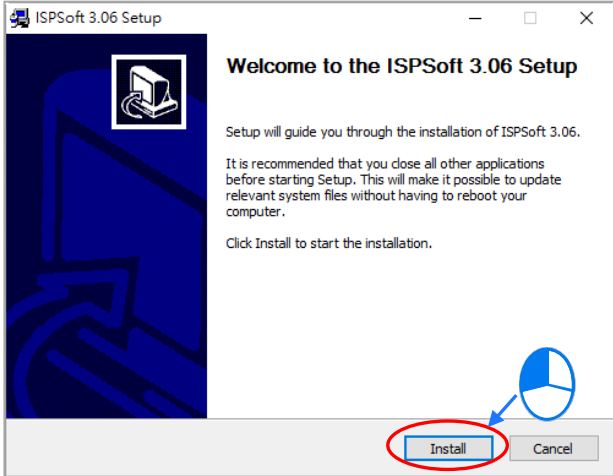 ISPSoft 3.06 Setup
Welcome to the ISPSoft 3.06 Setup
Setup will guide you through the installation of ISPSoft 3.06.
It is recommended that you close all other applications
before starting Setup. This will make it possible to update
relevant system files without having to reboot your
computer.
Click Install to start the installation.
Install
Cancel